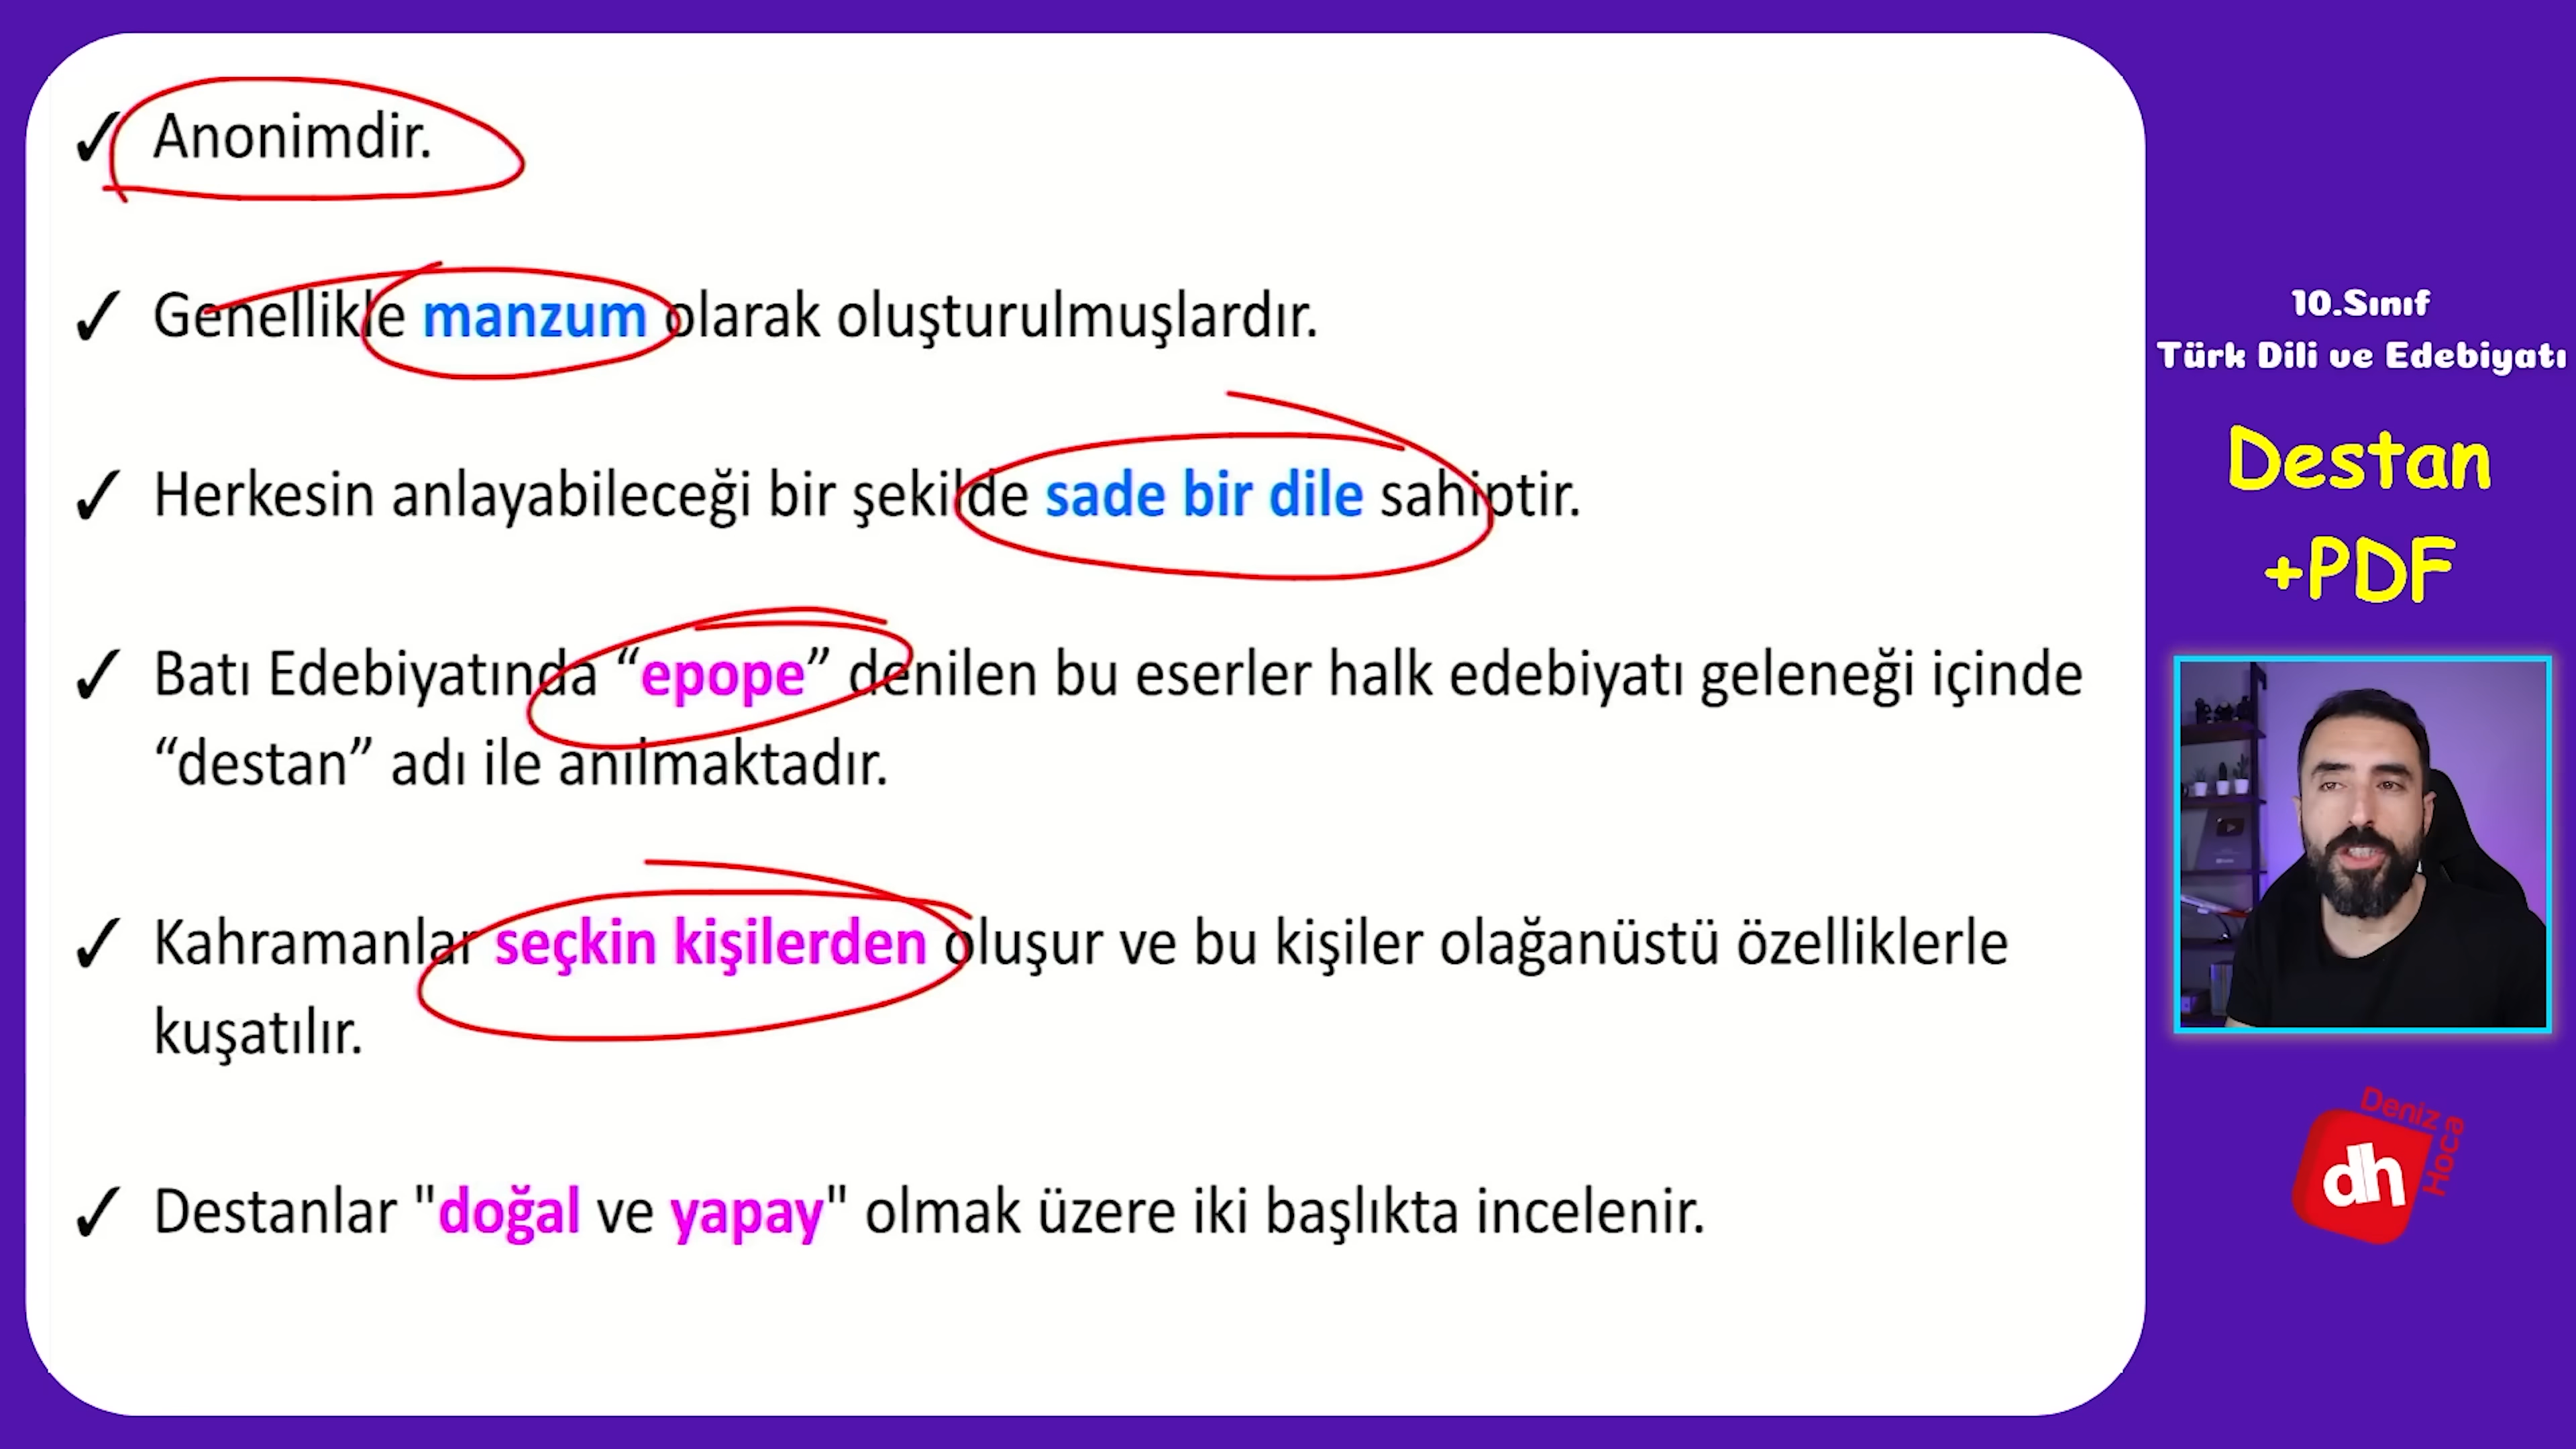 ✓ Anonimdir.
✓ Genellikle manzum olarak oluşturulmuşlardır.
✓ Herkesin anlayabileceği bir şekilde sade bir dile sahiptir.
✓ Batı Edebiyatında “epope” denilen bu eserler halk edebiyatı geleneği içinde
“destan” adı ile anılmaktadır.
✓ Kahramanlar seçkin kişilerden oluşur ve bu kişiler olağanüstü özelliklerle
kuşatılır.
✓ Destanlar "doğal ve yapay" olmak üzere iki başlıkta incelenir.
10.Sınıf
Türk Dili ve Edebiyatı
Destan
+PDF
Deniz Hoca
dh